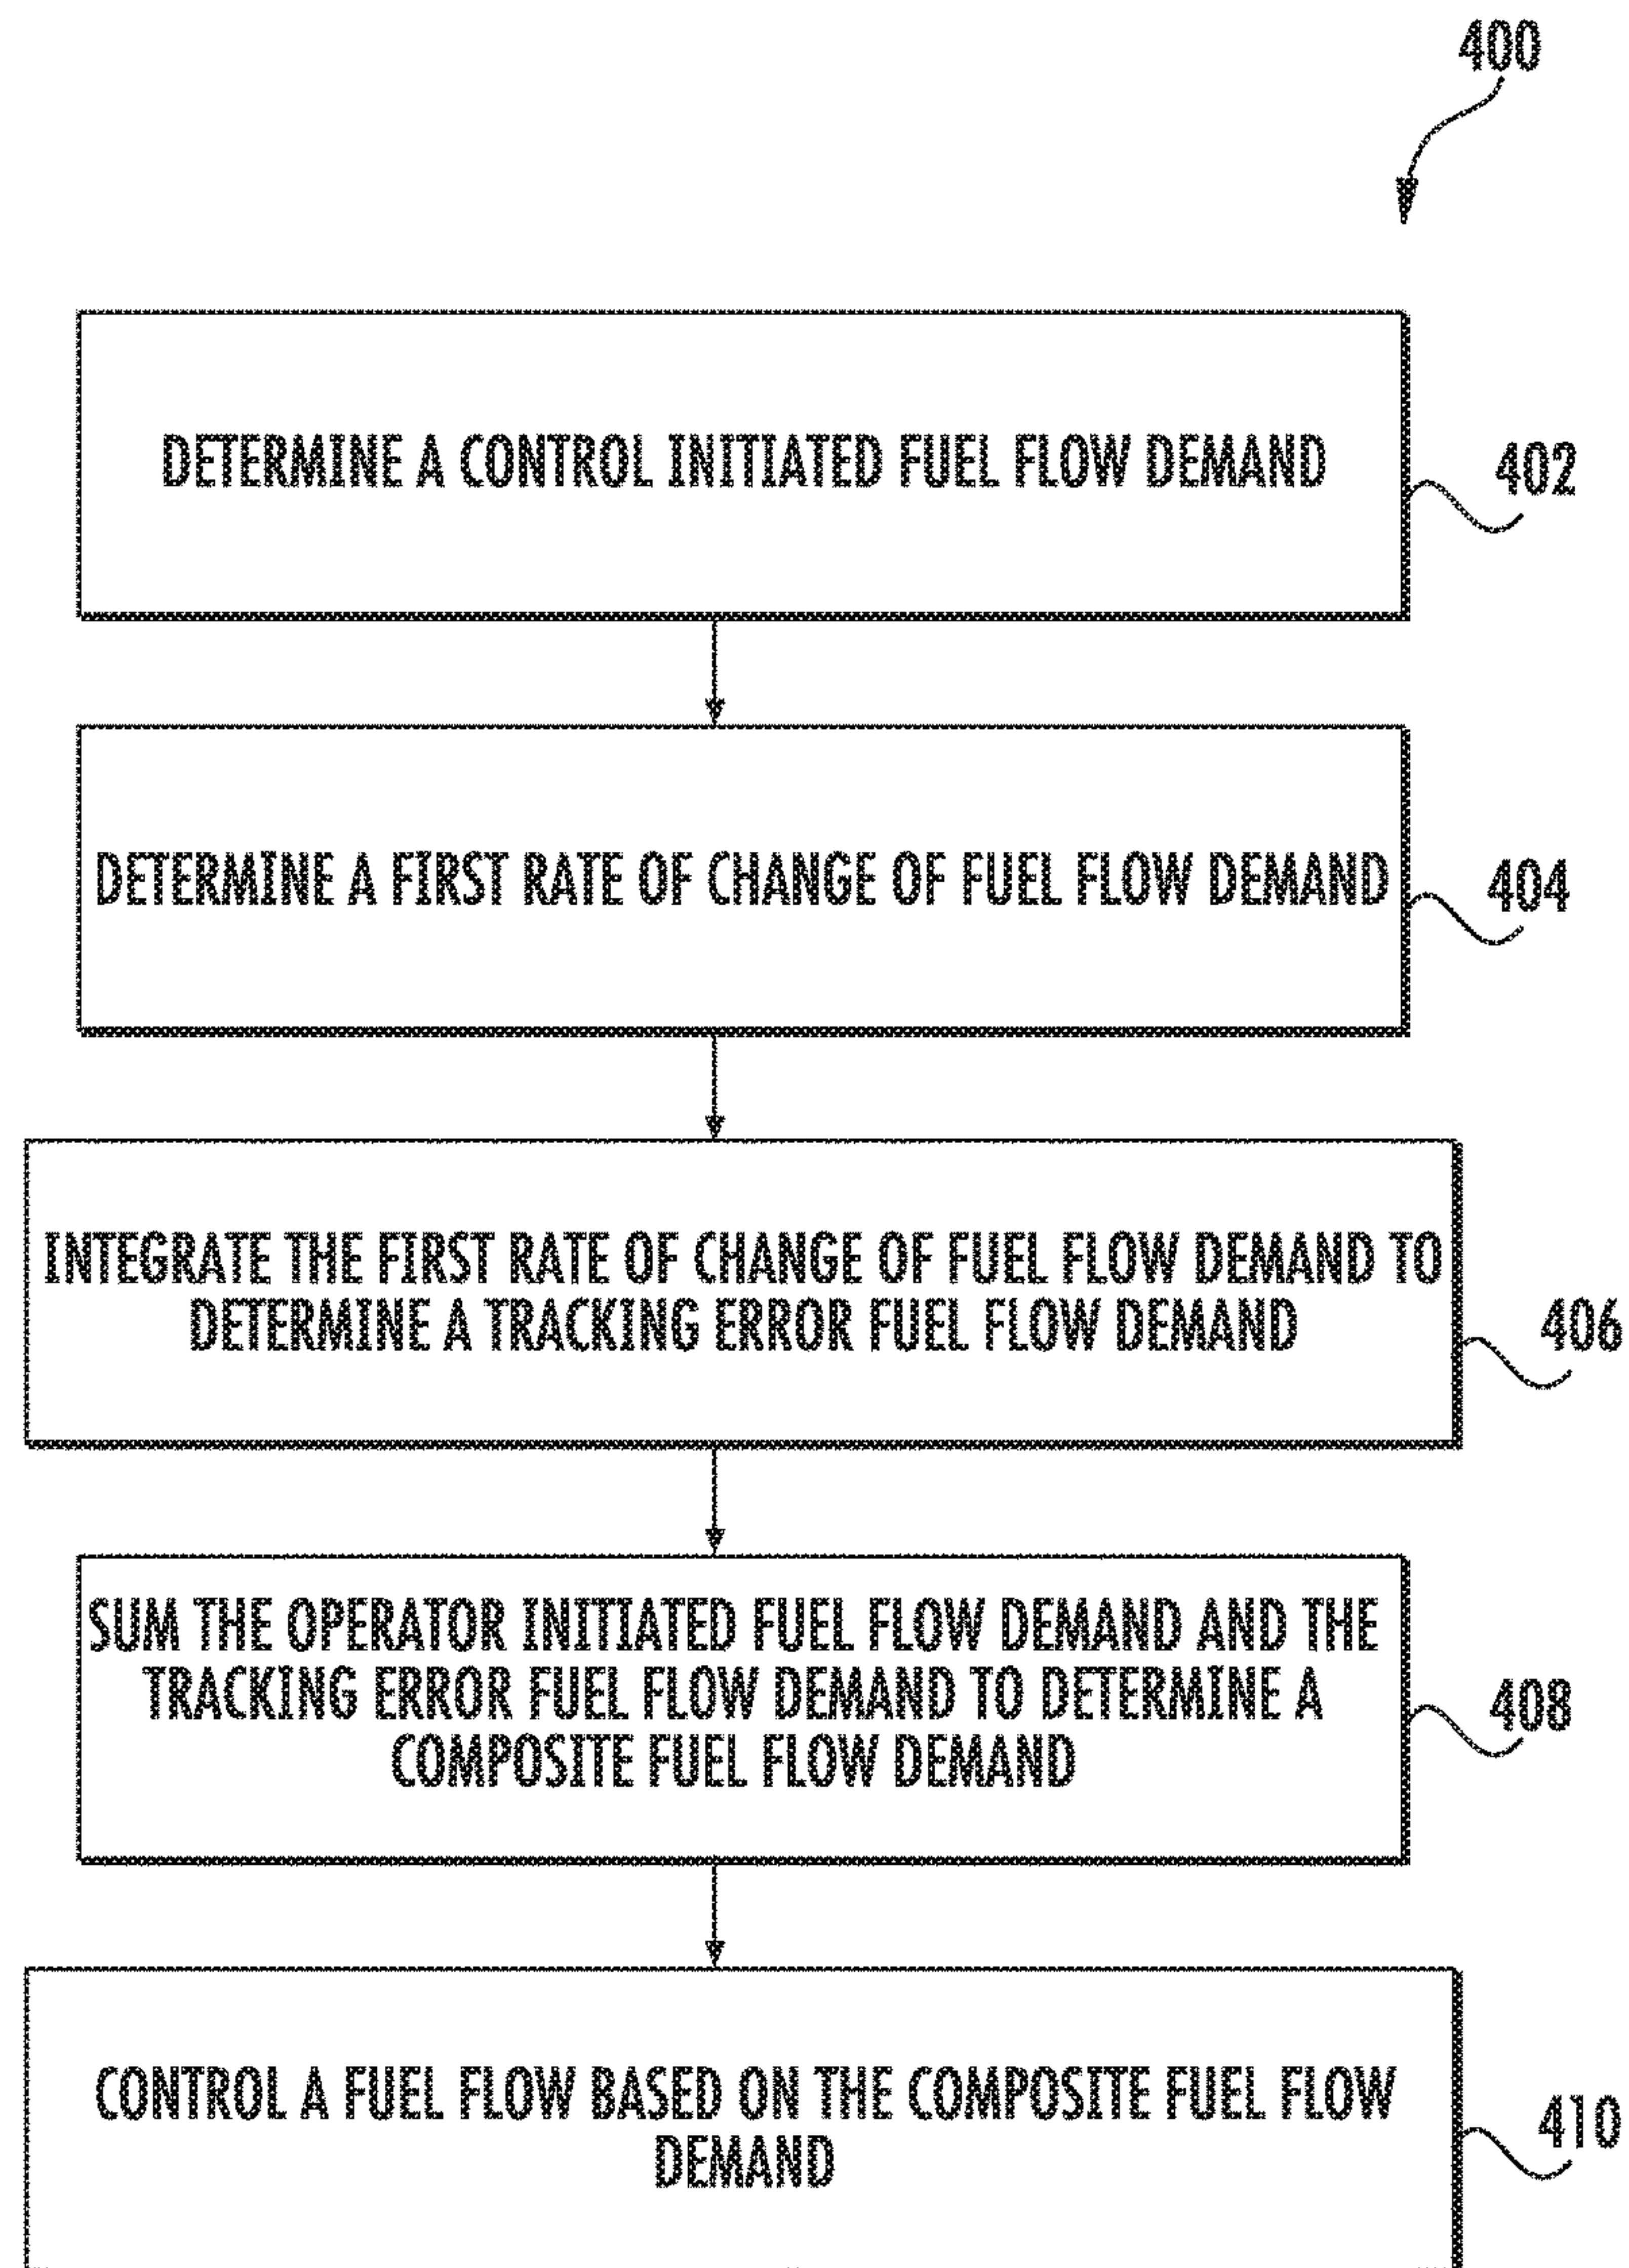 400
DETERMINE A CONTROL INITIATED FUEL FLOW DEMAND
402
DETERMINE A FIRST RATE OF CHANGE OF FUEL FLOW DEMAND
404
INTEGRATE THE FIRST RATE OF CHANGE OF FUEL FLOW DEMAND TO
DETERMINE A TRACKING ERROR FUEL FLOW DEMAND
406
SUM THE OPERATOR INITIATED FUEL FLOW DEMAND AND THE
TRACKING ERROR FUEL FLOW DEMAND TO DETERMINE A
COMPOSITE FUEL FLOW DEMAND
408
CONTROL A FUEL FLOW BASED ON THE COMPOSITE FUEL FLOW
DEMAND
410